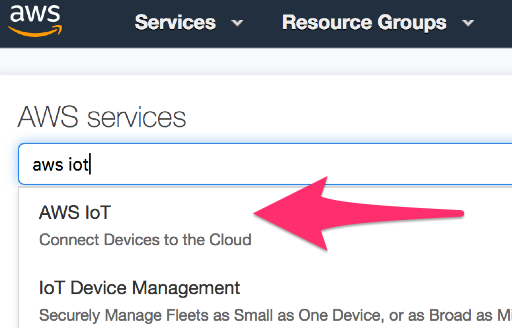 aws
Services
Resource Groups
AWS services
aws iot
AWS IoT
Connect Devices to the Cloud
IoT Device Management
Securely Manage Fleets as Small as One Device, or as Broad as